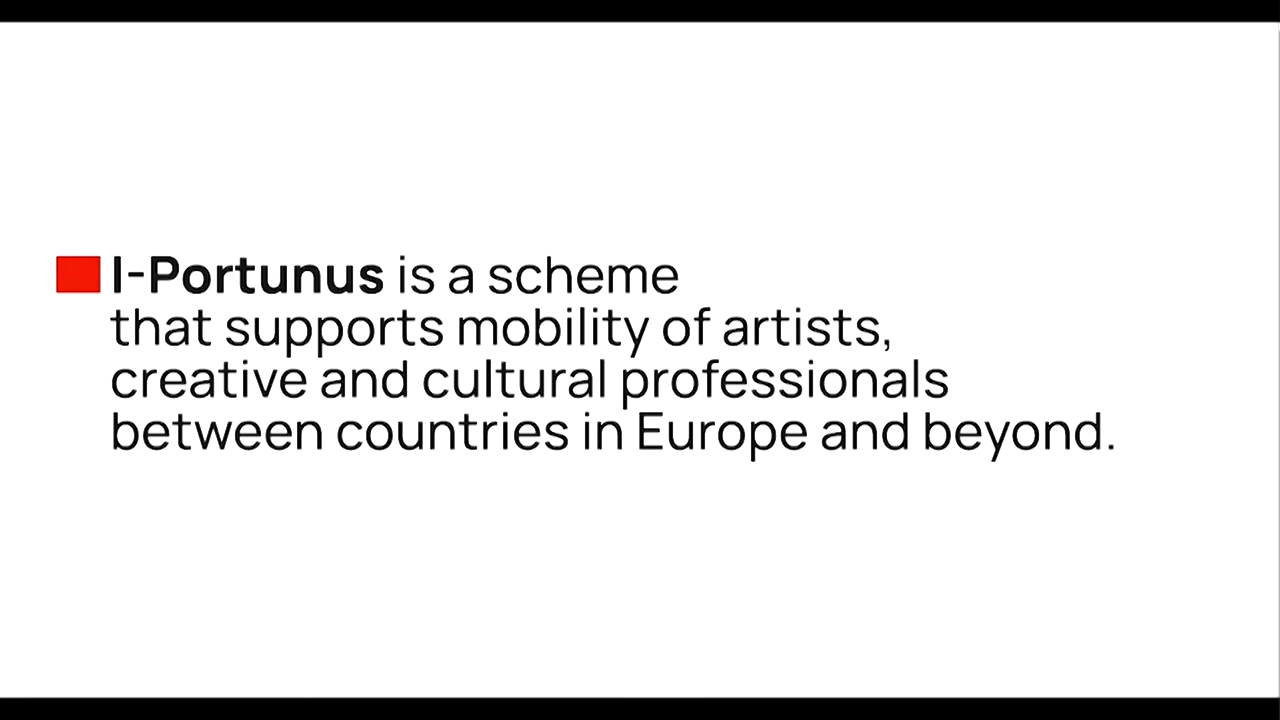 I-Portunus is a scheme
that supports mobility of artists,
creative and cultural professionals
between countries in Europe and beyond.